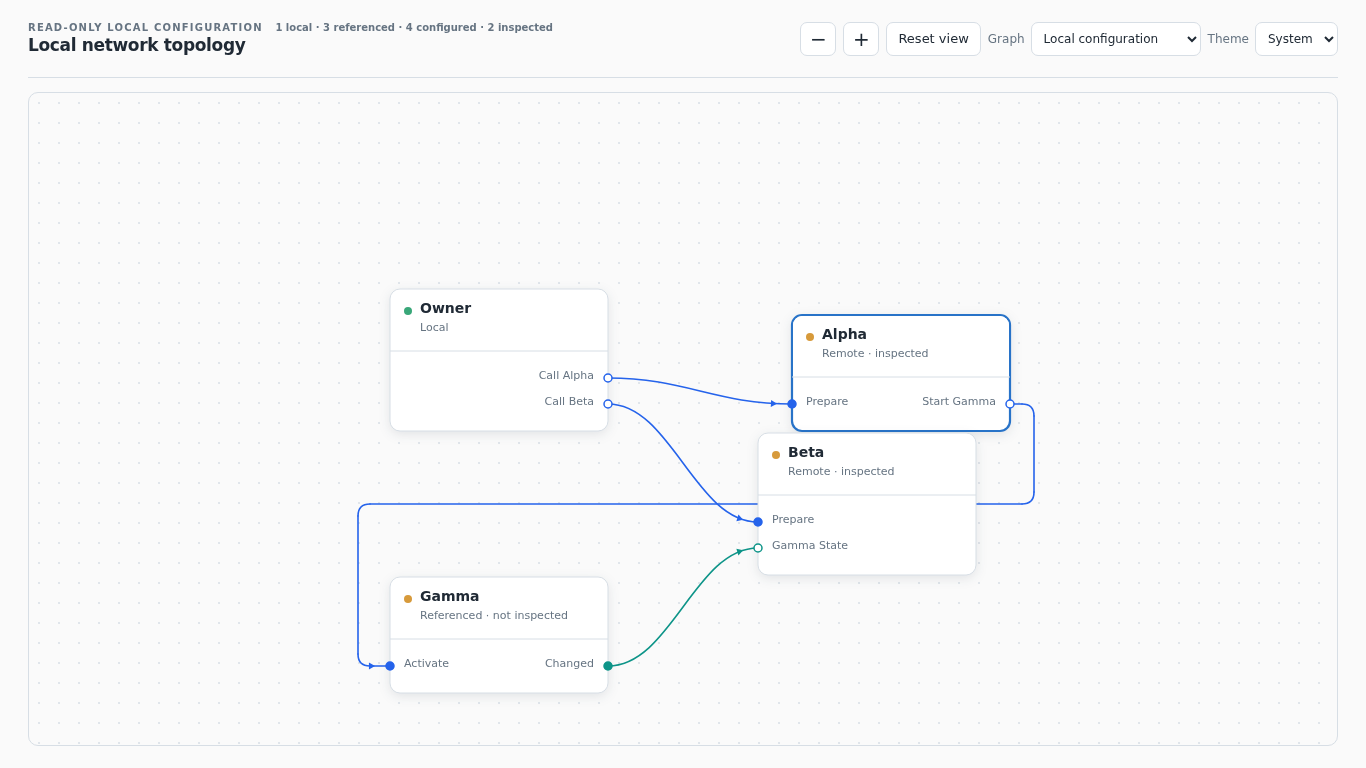 READ-ONLY LOCAL CONFIGURATION 1 local · 3 referenced · 4 configured · 2 inspected
Local network topology
− + Reset view Graph Local configuration Theme System
Owner
Local
Call Alpha
Call Beta
Alpha
Remote · inspected
Prepare Start Gamma
Beta
Remote · inspected
Prepare
Gamma State
Gamma
Referenced · not inspected
Activate Changed